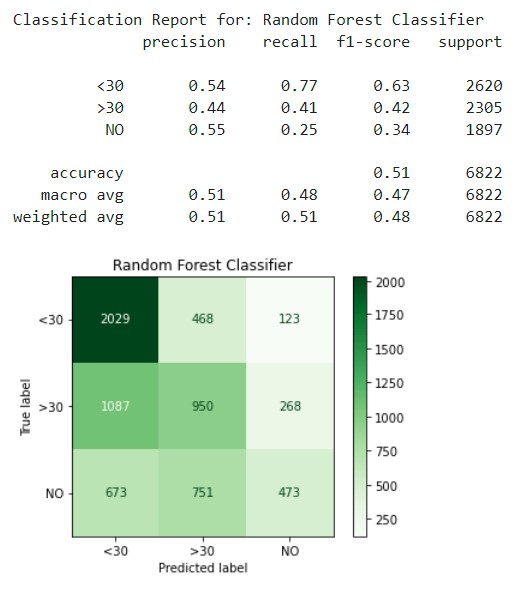 Classification Report for: Random Forest Classifier
precision recall f1-score support
<30 0.54 0.77 0.63 2620
>30 0.44 0.41 0.42 2305
NO 0.55 0.25 0.34 1897
accuracy 0.51 6822
macro avg 0.51 0.48 0.47 6822
weighted avg 0.51 0.51 0.48 6822
Random Forest Classifier
<30 2029 468 123
>30 1087 950 268
NO 673 751 473
True label
<30 >30 NO
Predicted label
2000
1750
1500
1250
1000
750
500
250